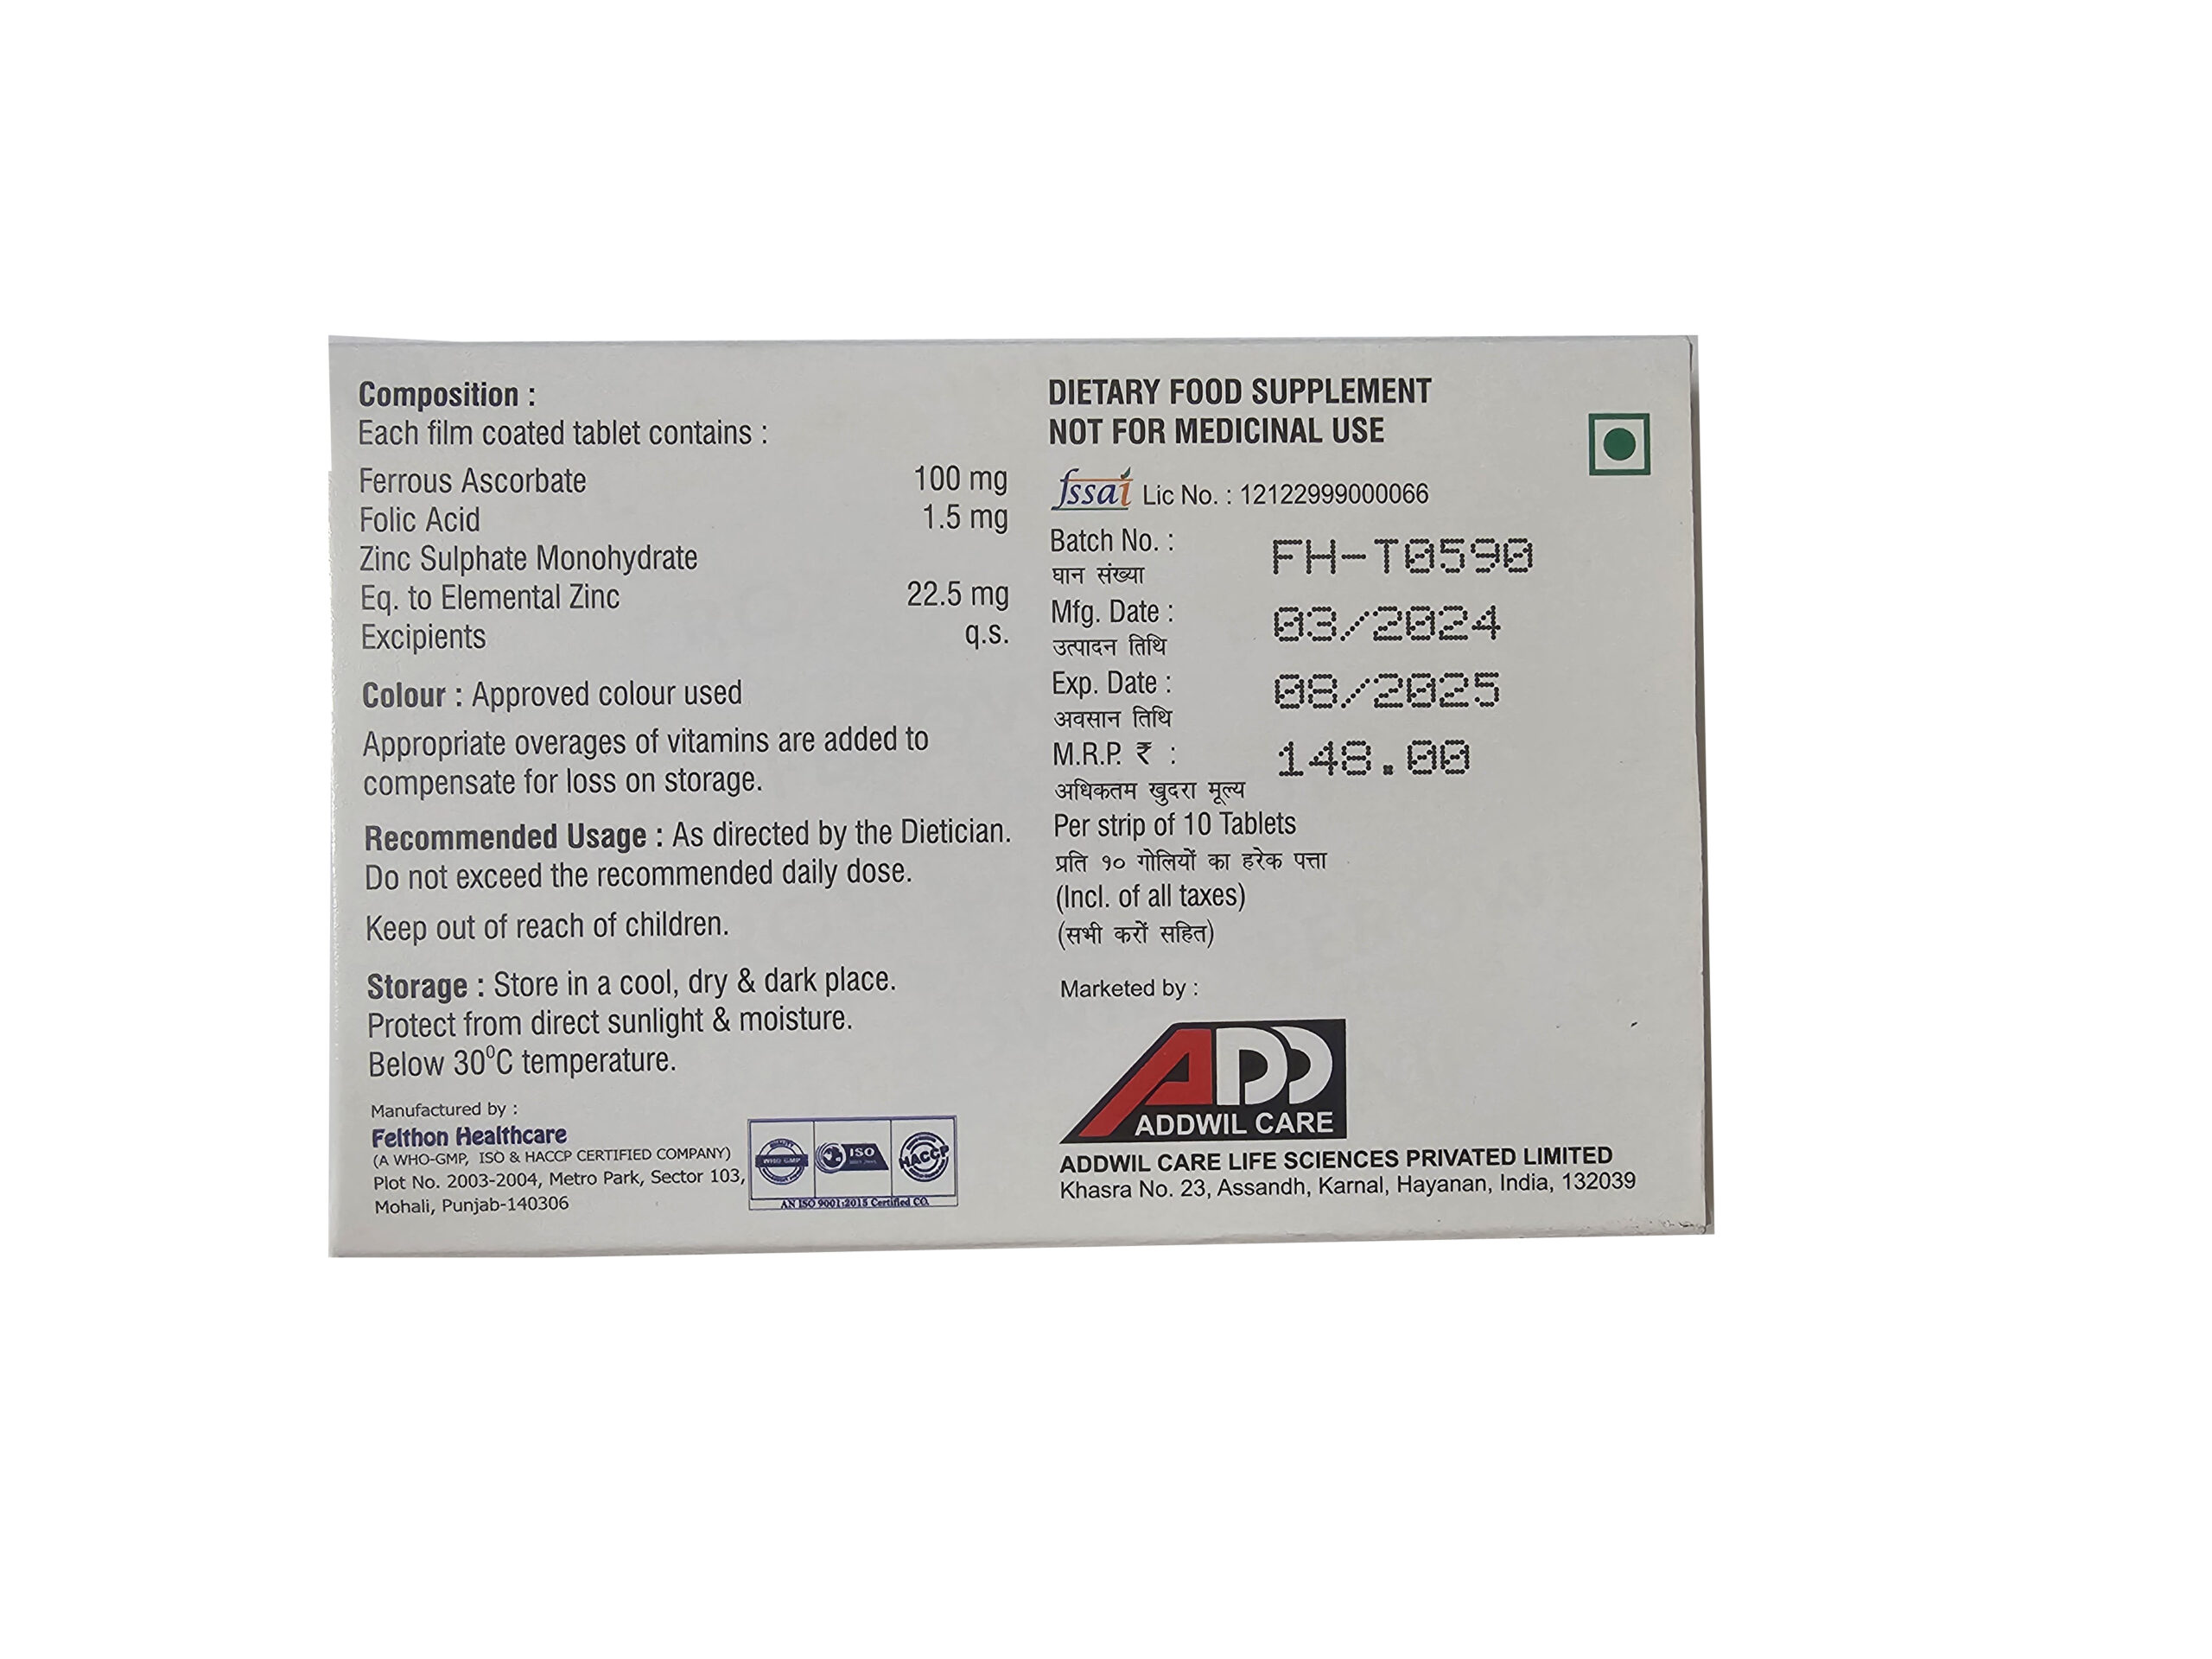 Composition :
Each film coated tablet contains :
Ferrous Ascorbate 100 mg
Folic Acid 1.5 mg
Zinc Sulphate Monohydrate
Eq. to Elemental Zinc 22.5 mg
Excipients q.s.
Colour : Approved colour used
Appropriate overages of vitamins are added to
compensate for loss on storage.
Recommended Usage : As directed by the Dietician.
Do not exceed the recommended daily dose.
Keep out of reach of children.
Storage : Store in a cool, dry & dark place.
Protect from direct sunlight & moisture.
Below 30⁰C temperature.
Manufactured by :
Felthon Healthcare
(A WHO-GMP, ISO & HACCP CERTIFIED COMPANY)
Plot No. 2003-2004, Metro Park, Sector 103,
Mohali, Punjab-140306
WHO GMP
ISO
HACCP
AN ISO 9001:2015 Certified CO.
DIETARY FOOD SUPPLEMENT
NOT FOR MEDICINAL USE
fssai Lic No. : 12122999000066
Batch No. : FH-T0590
घान संख्या
Mfg. Date : 03/2024
उत्पादन तिथि
Exp. Date : 08/2025
अवसान तिथि
M.R.P. ₹ : 148.00
अधिकतम खुदरा मूल्य
Per strip of 10 Tablets
प्रति १० गोलियों का हरेक पत्ता
(Incl. of all taxes)
(सभी करों सहित)
Marketed by :
ADD
ADDWIL CARE
ADDWIL CARE LIFE SCIENCES PRIVATED LIMITED
Khasra No. 23, Assandh, Karnal, Hayanan, India, 132039